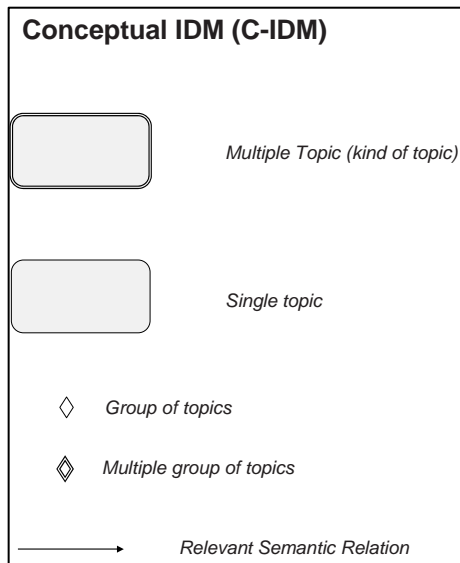 Conceptual IDM (C-IDM)
Multiple Topic (kind of topic)
Single topic
Group of topics
Multiple group of topics
Relevant Semantic Relation